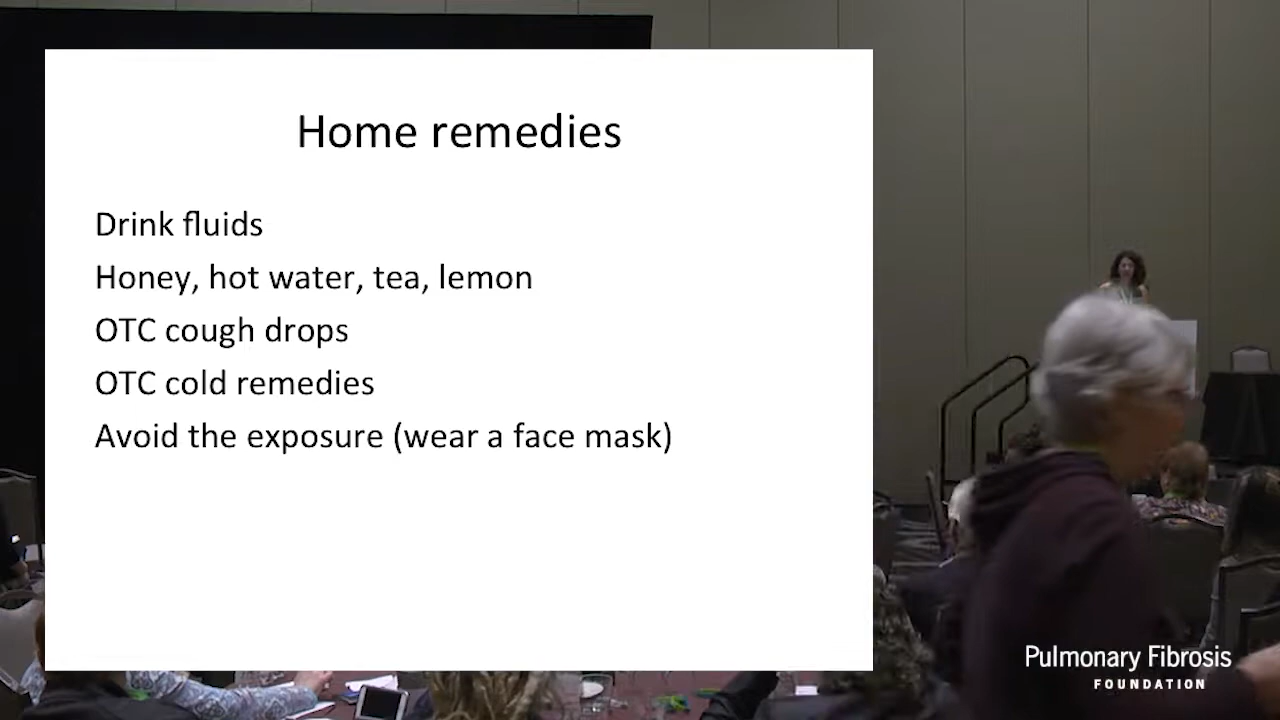 Home remedies
Drink fluids
Honey, hot water, tea, lemon
OTC cough drops
OTC cold remedies
Avoid the exposure (wear a face mask)
Pulmonary Fibrosis
FOUNDATION